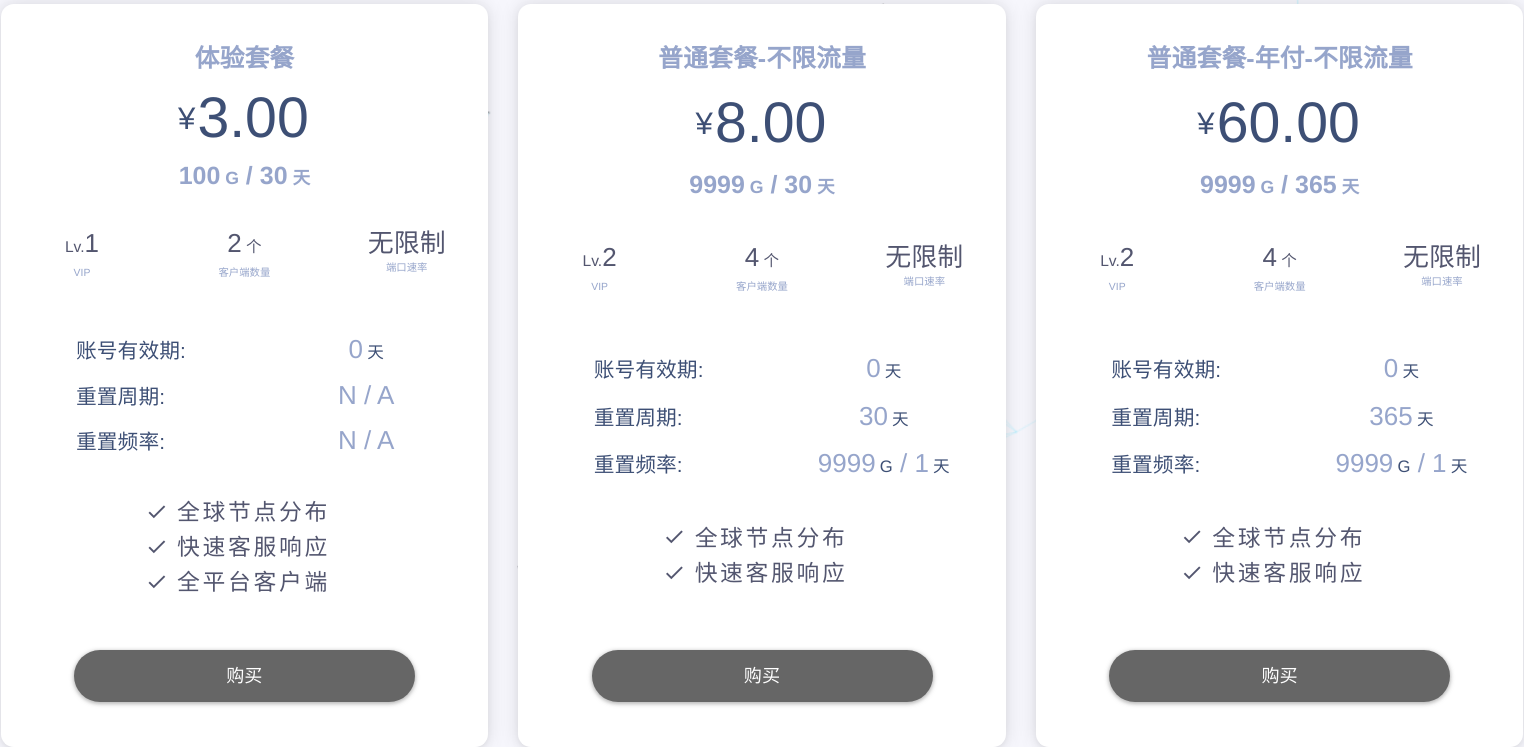 体验套餐
¥3.00
100 G / 30 天
Lv.1
VIP
2 个
客户端数量
无限制
端口速率
账号有效期: 0 天
重置周期: N / A
重置频率: N / A
全球节点分布
快速客服响应
全平台客户端
购买
普通套餐-不限流量
¥8.00
9999 G / 30 天
Lv.2
VIP
4 个
客户端数量
无限制
端口速率
账号有效期: 0 天
重置周期: 30 天
重置频率: 9999 G / 1 天
全球节点分布
快速客服响应
购买
普通套餐-年付-不限流量
¥60.00
9999 G / 365 天
Lv.2
VIP
4 个
客户端数量
无限制
端口速率
账号有效期: 0 天
重置周期: 365 天
重置频率: 9999 G / 1 天
全球节点分布
快速客服响应
购买